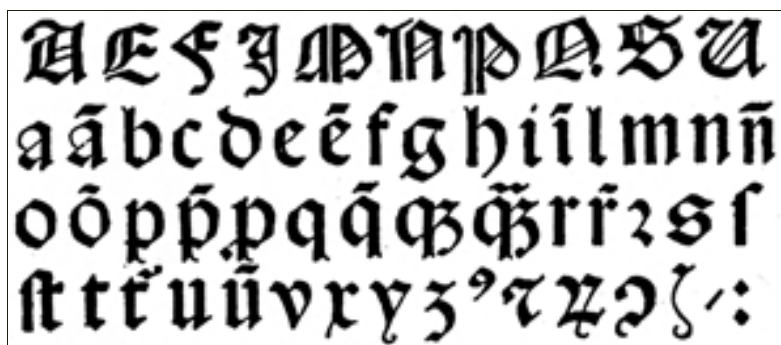 A E F J M N P Q S U
a ã b c d e ẽ f g h i ĩ l m n ñ
o õ p p̃ ꝑ q q̃ ꝙ ꝙ̃ r r̃ ꝛ s ſ
ſt t t̃ u ũ v x y ʒ ꝰ ⁊ ꝝ ɔ ⟅ ⸝ :